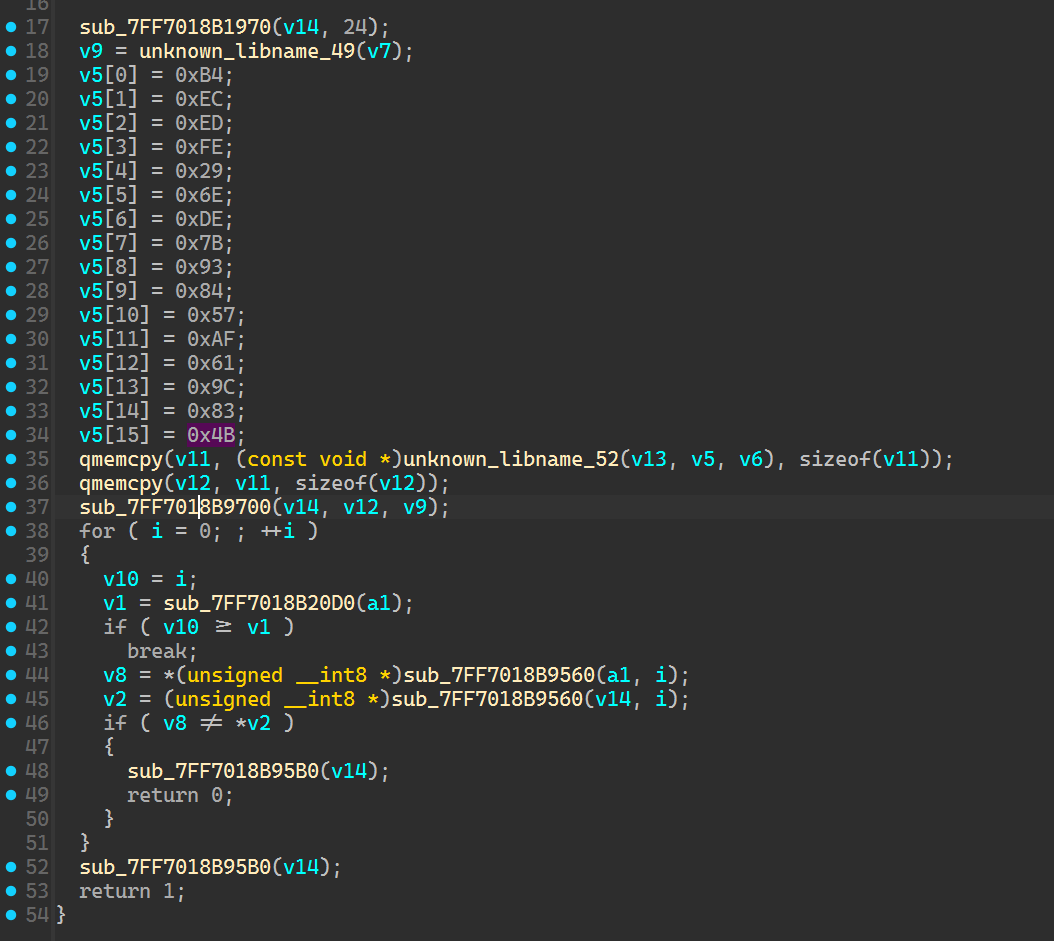 16
17 sub_7FF7018B1970(v14, 24);
18 v9 = unknown_libname_49(v7);
19 v5[0] = 0xB4;
20 v5[1] = 0xEC;
21 v5[2] = 0xED;
22 v5[3] = 0xFE;
23 v5[4] = 0x29;
24 v5[5] = 0x6E;
25 v5[6] = 0xDE;
26 v5[7] = 0x7B;
27 v5[8] = 0x93;
28 v5[9] = 0x84;
29 v5[10] = 0x57;
30 v5[11] = 0xAF;
31 v5[12] = 0x61;
32 v5[13] = 0x9C;
33 v5[14] = 0x83;
34 v5[15] = 0x4B;
35 qmemcpy(v11, (const void *)unknown_libname_52(v13, v5, v6), sizeof(v11));
36 qmemcpy(v12, v11, sizeof(v12));
37 sub_7FF7018B9700(v14, v12, v9);
38 for ( i = 0; ; ++i )
39 {
40 v10 = i;
41 v1 = sub_7FF7018B20D0(a1);
42 if ( v10 ≥ v1 )
43 break;
44 v8 = *(unsigned __int8 *)sub_7FF7018B9560(a1, i);
45 v2 = (unsigned __int8 *)sub_7FF7018B9560(v14, i);
46 if ( v8 ≠ *v2 )
47 {
48 sub_7FF7018B95B0(v14);
49 return 0;
50 }
51 }
52 sub_7FF7018B95B0(v14);
53 return 1;
54 }